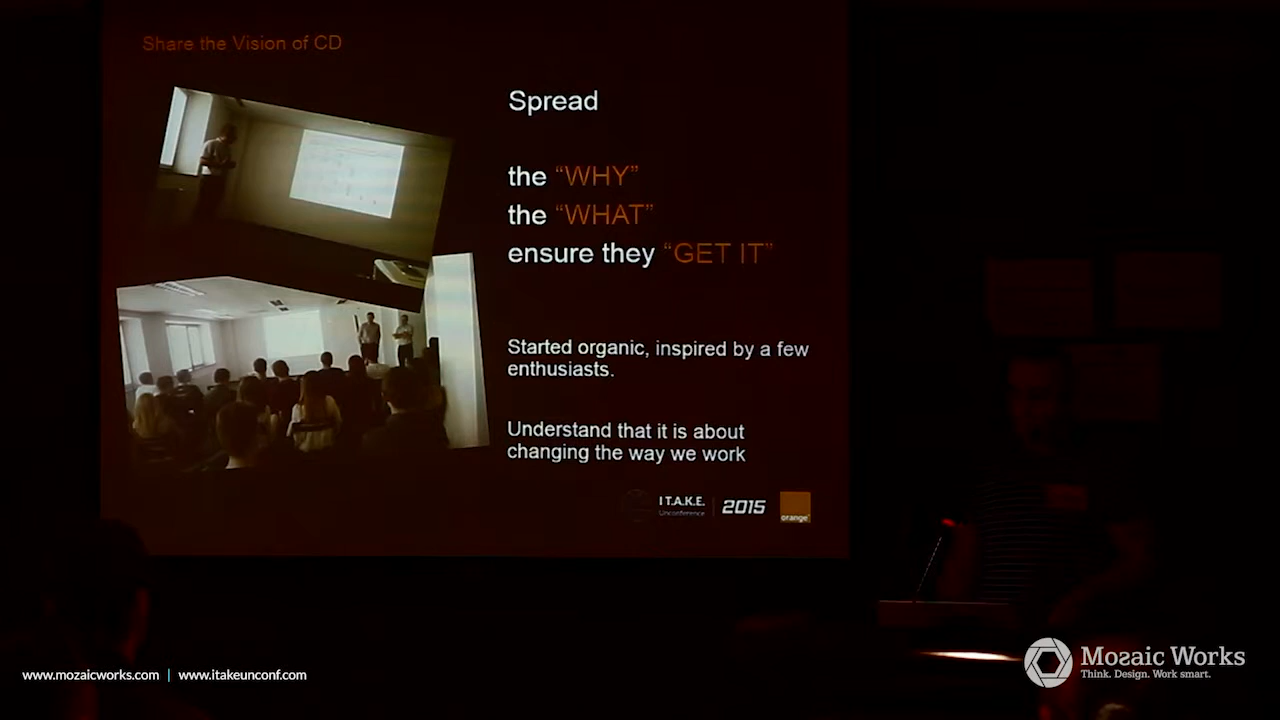 Share the Vision of CD
Spread
the “WHY”
the “WHAT”
ensure they “GET IT”
Started organic, inspired by a few
enthusiasts.
Understand that it is about
changing the way we work
I T.A.K.E.
Unconference
2015
orange
www.mozaicworks.com | www.itakeunconf.com
Mozaic Works
Think. Design. Work smart.